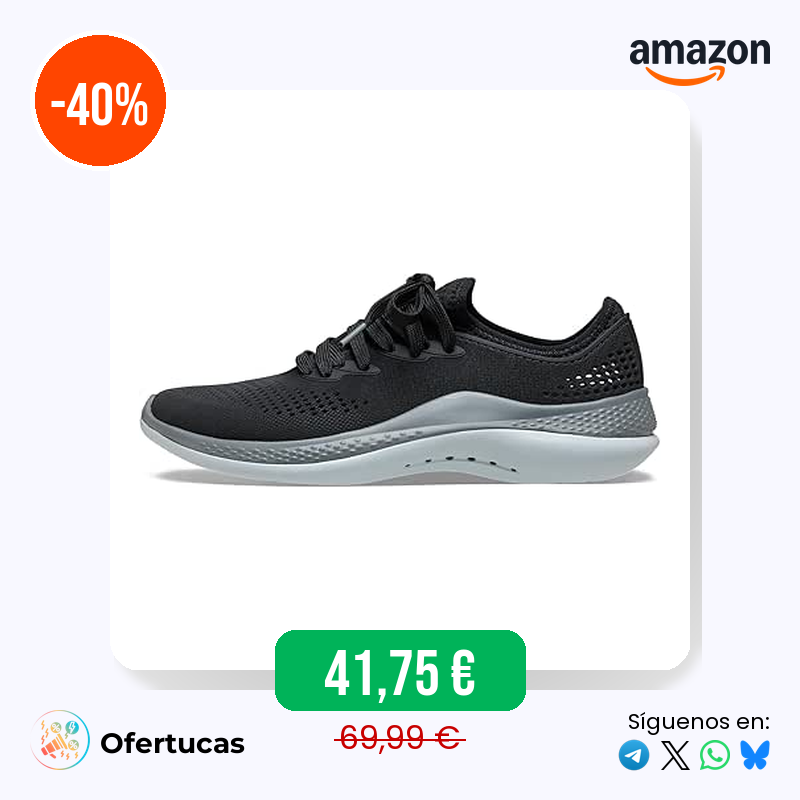 -40%
amazon
41,75 €
69,99 €
Ofertucas
Síguenos en: